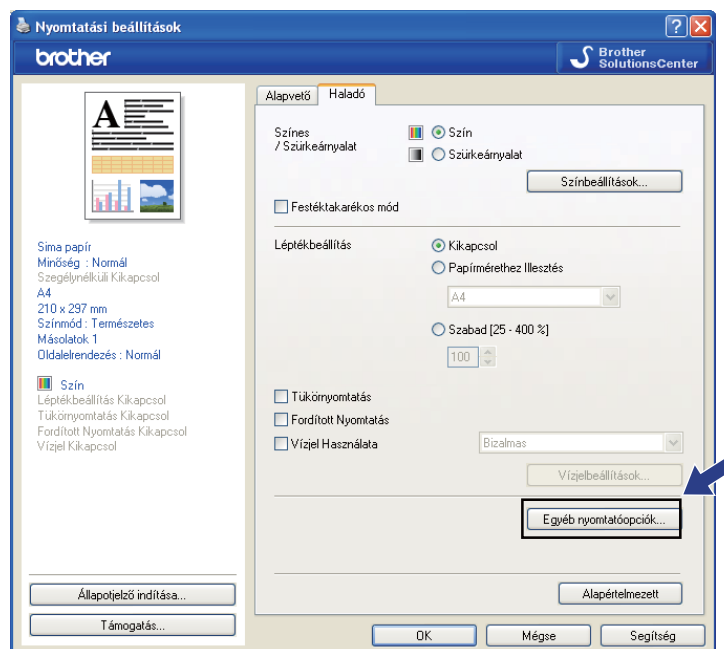 Nyomtatási beállítások
brother
Brother
SolutionsCenter
A
Sima papír
Minőség : Normál
Szegélynélküli Kikapcsol
A4
210 x 297 mm
Színmód : Természetes
Másolatok 1
Oldalelrendezés : Normál
Szín
Léptékbeállítás Kikapcsol
Tükörnyomtatás Kikapcsol
Fordított Nyomtatás Kikapcsol
Vízjel Kikapcsol
Állapotjelző indítása...
Támogatás...
Alapvető Haladó
Színes
/ Szürkeárnyalat
Szín
Szürkeárnyalat
Színbeállítások...
Festéktakarékos mód
Léptékbeállítás
Kikapcsol
Papírmérethez Illesztés
A4
Szabad [25 - 400 %]
100
Tükörnyomtatás
Fordított Nyomtatás
Vízjel Használata
Bizalmas
Vízjelbeállítások...
Egyéb nyomtatóopciók...
Alapértelmezett
OK Mégse Segítség